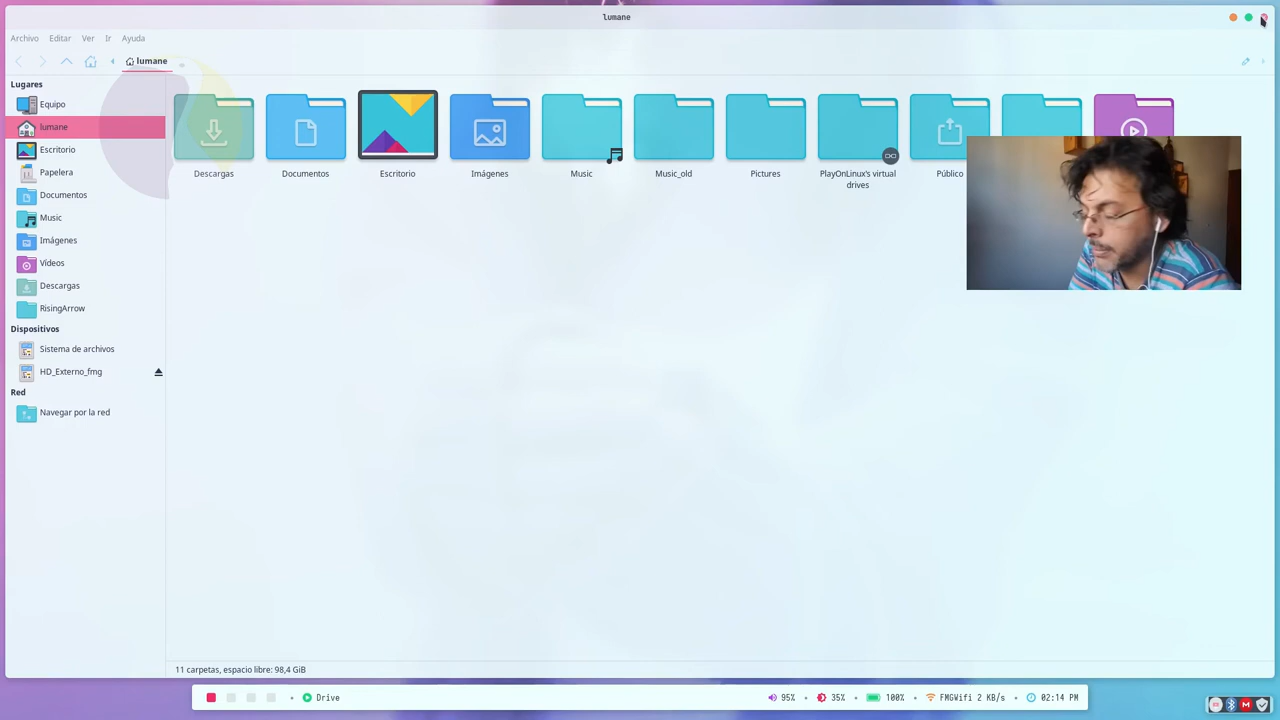 lumane
Archivo Editar Ver Ir Ayuda
lumane
Lugares
Equipo
lumane
Escritorio
Papelera
Documentos
Music
Imágenes
Vídeos
Descargas
RisingArrow
Dispositivos
Sistema de archivos
HD_Externo_fmg
Red
Navegar por la red
Descargas
Documentos
Escritorio
Imágenes
Music
Music_old
Pictures
PlayOnLinux's virtual
drives
Público
11 carpetas, espacio libre: 98,4 GiB
Drive
95%
35%
100%
FMGWifi 2 KB/s
02:14 PM